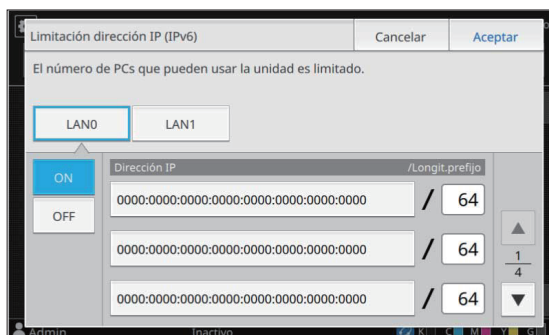 Limitación dirección IP (IPv6) Cancelar Aceptar
El número de PCs que pueden usar la unidad es limitado.
LAN0 LAN1
ON
OFF
Dirección IP /Longit.prefijo
0000:0000:0000:0000:0000:0000:0000:0000 / 64
0000:0000:0000:0000:0000:0000:0000:0000 / 64
1
4
0000:0000:0000:0000:0000:0000:0000:0000 / 64
Admin Inactivo K C M Y G